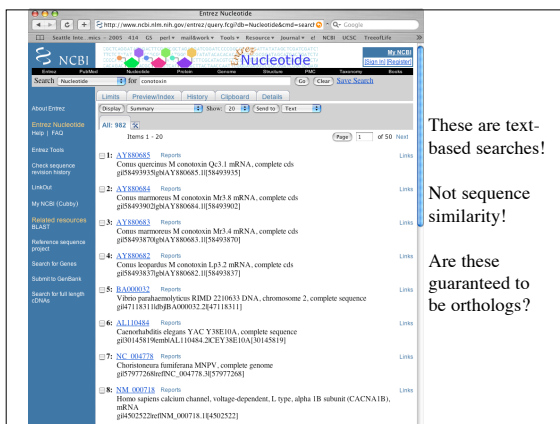 Entrez Nucleotide
http://www.ncbi.nlm.nih.gov/entrez/query.fcgi?db=Nucleotide&cmd=search
Google
Seattle Inte...mics - 2005 414 GS perl mail&work Tools Resource Journal e! NCBI UCSC TreeofLife
NCBI
Nucleotide
My NCBI
[Sign In] [Register]
Entrez PubMed Nucleotide Protein Genome Structure PMC Taxonomy Books
Search Nucleotide for conotoxin Go Clear Save Search
Limits Preview/Index History Clipboard Details
Display Summary Show: 20 Send to Text
All: 982
Items 1 - 20
Page 1 of 50 Next
About Entrez
Entrez Nucleotide
Help | FAQ
Entrez Tools
Check sequence
revision history
LinkOut
My NCBI (Cubby)
Related resources
BLAST
Reference sequence
project
Search for Genes
Submit to GenBank
Search for full length
cDNAs
1: AY880685 Reports Links
Conus quercinus M conotoxin Qc3.1 mRNA, complete cds
gi|58493935|gb|AY880685.1|[58493935]
2: AY880684 Reports Links
Conus marmoreus M conotoxin Mr3.8 mRNA, complete cds
gi|58493902|gb|AY880684.1|[58493902]
3: AY880683 Reports Links
Conus marmoreus M conotoxin Mr3.4 mRNA, complete cds
gi|58493870|gb|AY880683.1|[58493870]
4: AY880682 Reports Links
Conus leopardus M conotoxin Lp3.2 mRNA, complete cds
gi|58493837|gb|AY880682.1|[58493837]
5: BA000032 Reports Links
Vibrio parahaemolyticus RIMD 2210633 DNA, chromosome 2, complete sequence
gi|47118311|dbj|BA000032.2|[47118311]
6: AL110484 Reports Links
Caenorhabditis elegans YAC Y38E10A, complete sequence
gi|30145819|emb|AL110484.2|CEY38E10A[30145819]
7: NC_004778 Reports Links
Choristoneura fumiferana MNPV, complete genome
gi|57977268|ref|NC_004778.3|[57977268]
8: NM_000718 Reports Links
Homo sapiens calcium channel, voltage-dependent, L type, alpha 1B subunit (CACNA1B),
mRNA
gi|4502522|ref|NM_000718.1|[4502522]
These are text-
based searches!
Not sequence
similarity!
Are these
guaranteed to
be orthologs?